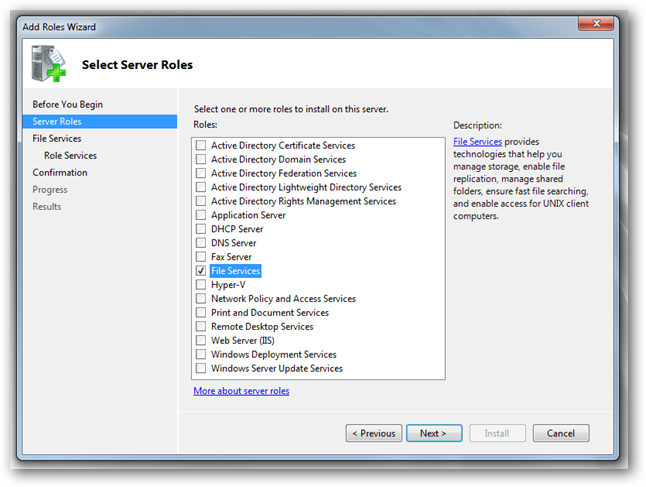 Add Roles Wizard
Select Server Roles
Before You Begin
Server Roles
File Services
Role Services
Confirmation
Progress
Results
Select one or more roles to install on this server.
Roles:
Active Directory Certificate Services
Active Directory Domain Services
Active Directory Federation Services
Active Directory Lightweight Directory Services
Active Directory Rights Management Services
Application Server
DHCP Server
DNS Server
Fax Server
File Services
Hyper-V
Network Policy and Access Services
Print and Document Services
Remote Desktop Services
Web Server (IIS)
Windows Deployment Services
Windows Server Update Services
More about server roles
Description:
File Services provides
technologies that help you
manage storage, enable file
replication, manage shared
folders, ensure fast file searching,
and enable access for UNIX client
computers.
< Previous
Next >
Install
Cancel